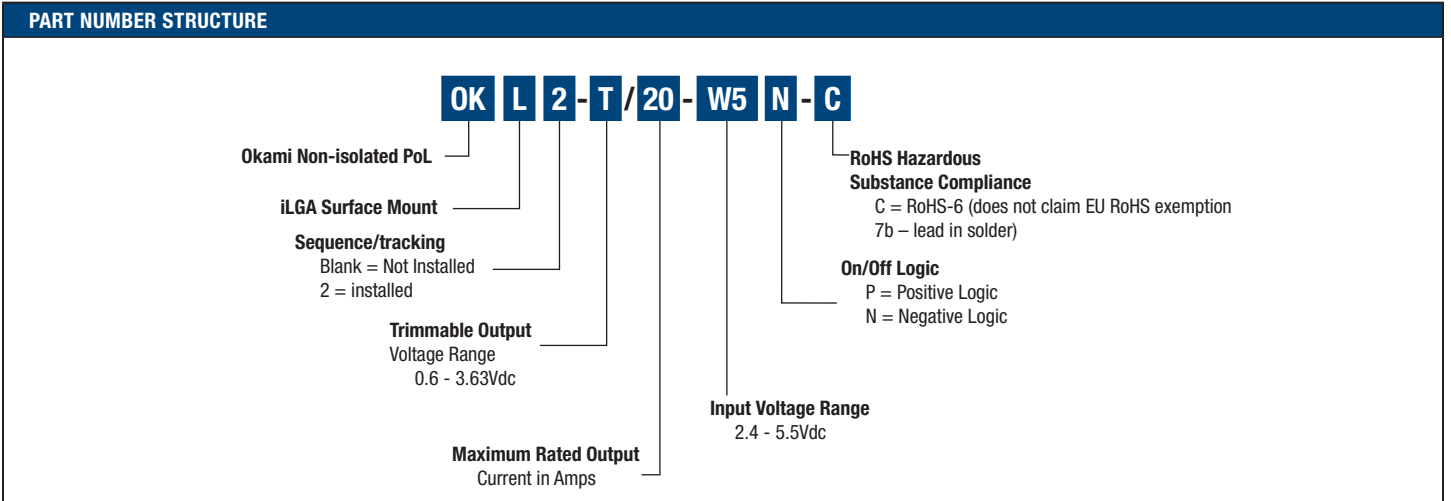 PART NUMBER STRUCTURE
OK L 2 - T / 20 - W5 N - C
Okami Non-isolated PoL
iLGA Surface Mount
Sequence/tracking
Blank = Not Installed
2 = installed
Trimmable Output
Voltage Range
0.6 - 3.63Vdc
Maximum Rated Output
Current in Amps
RoHS Hazardous
Substance Compliance
C = RoHS-6 (does not claim EU RoHS exemption
7b – lead in solder)
On/Off Logic
P = Positive Logic
N = Negative Logic
Input Voltage Range
2.4 - 5.5Vdc